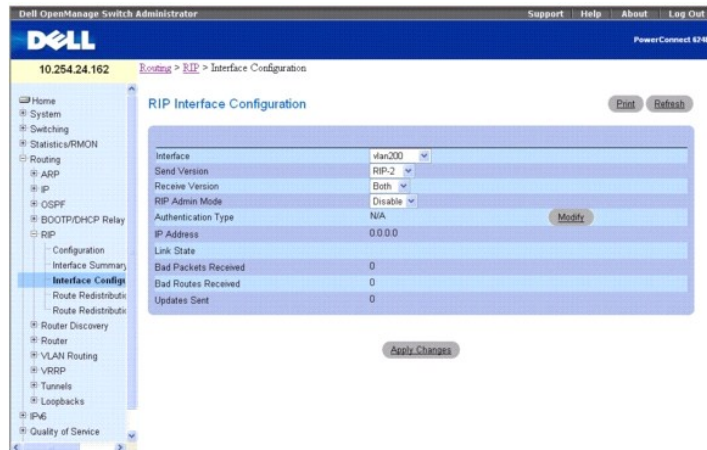 Dell OpenManage Switch Administrator Support Help About Log Out
DELL
PowerConnect 624
10.254.24.162
Routing > RIP > Interface Configuration
Home
System
Switching
Statistics/RMON
Routing
ARP
IP
OSPF
BOOTP/DHCP Relay
RIP
Configuration
Interface Summary
Interface Config
Route Redistributi
Route Redistributi
Router Discovery
Router
VLAN Routing
VRRP
Tunnels
Loopbacks
IPv6
Quality of Service
RIP Interface Configuration
Print Refresh
Interface vlan200
Send Version RIP-2
Receive Version Both
RIP Admin Mode Disable
Authentication Type N/A Modify
IP Address 0.0.0.0
Link State
Bad Packets Received 0
Bad Routes Received 0
Updates Sent 0
Apply Changes